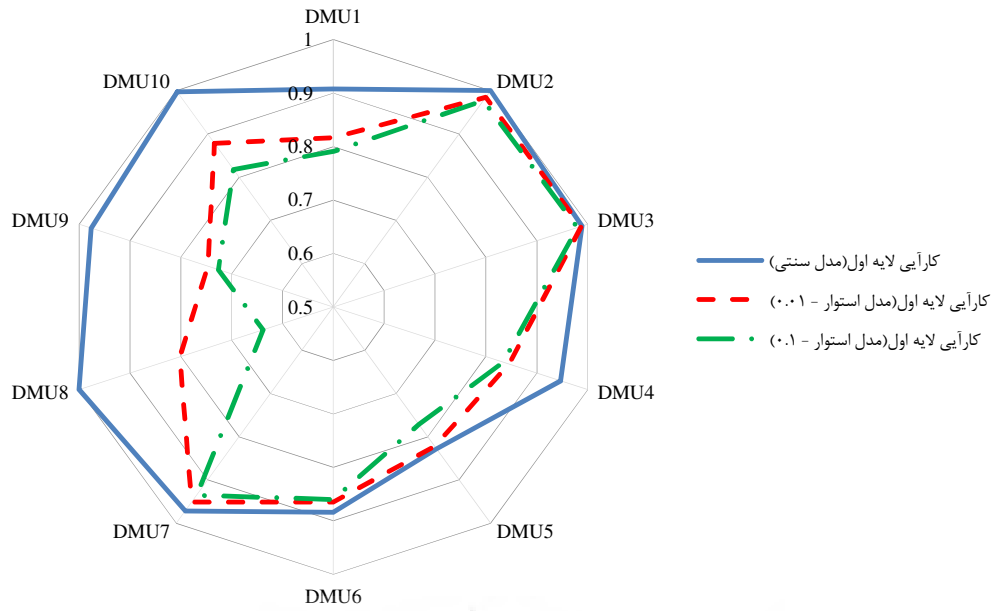 DMU1
1
DMU10
DMU2
0.9
0.8
0.7
0.6
0.5
DMU9
DMU3
DMU8
DMU4
DMU7
DMU5
DMU6
کارآیی لایه اول(مدل سنتی)
کارآیی لایه اول(مدل استوار - ۰.۰۱)
کارآیی لایه اول(مدل استوار - ۰.۱)